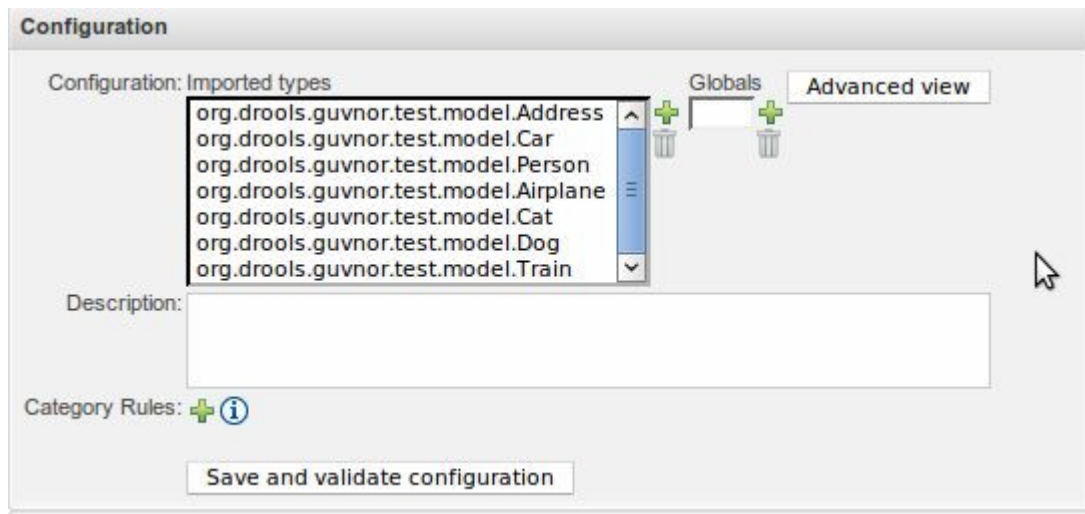 Configuration
Configuration: Imported types Globals Advanced view
org.drools.guvnor.test.model.Address
org.drools.guvnor.test.model.Car
org.drools.guvnor.test.model.Person
org.drools.guvnor.test.model.Airplane
org.drools.guvnor.test.model.Cat
org.drools.guvnor.test.model.Dog
org.drools.guvnor.test.model.Train
Description:
Category Rules:
Save and validate configuration